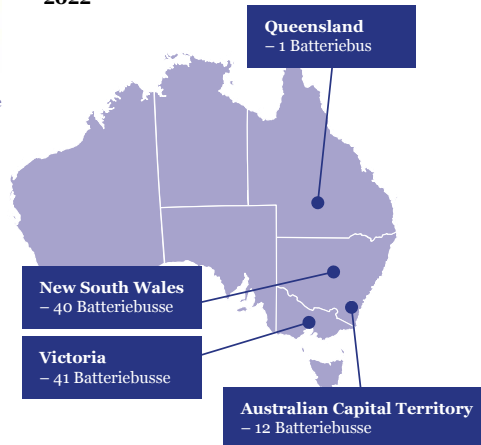 2022
Queensland
– 1 Batteriebus
New South Wales
– 40 Batteriebusse
Victoria
– 41 Batteriebusse
Australian Capital Territory
– 12 Batteriebusse